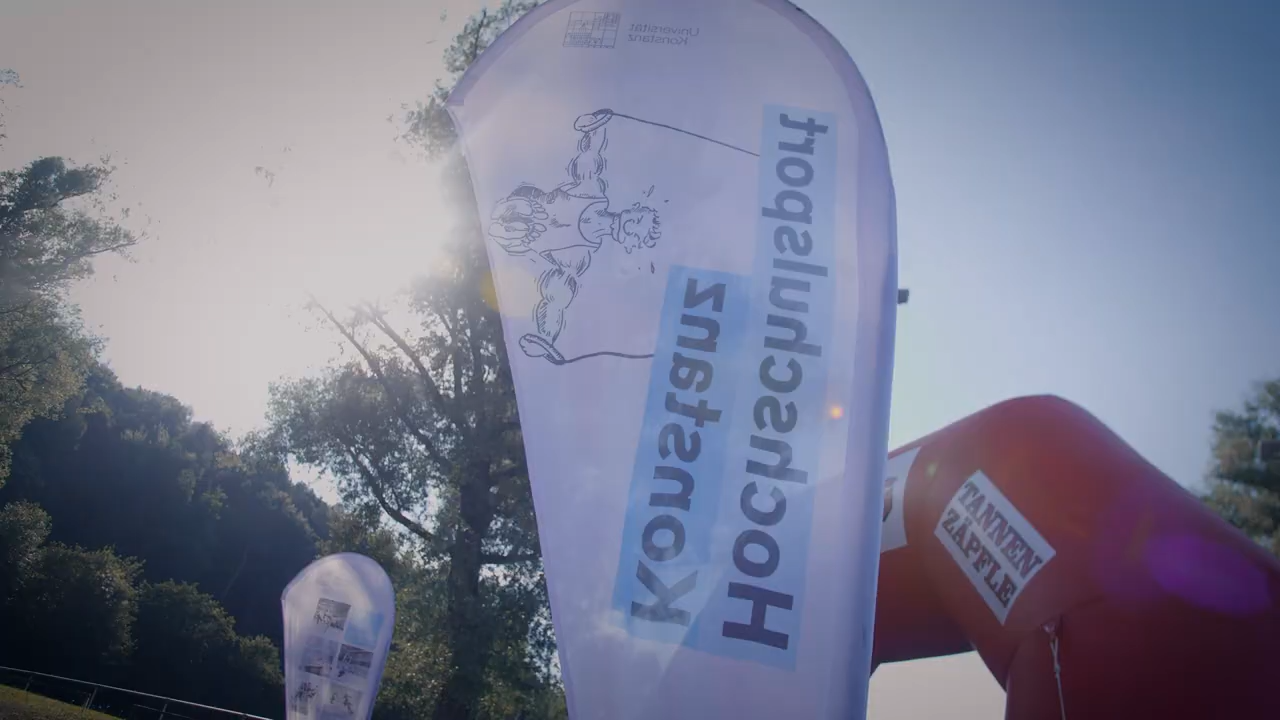 Universität
Konstanz
Hochschulsport
Konstanz
TANNEN
ZÄPFLE